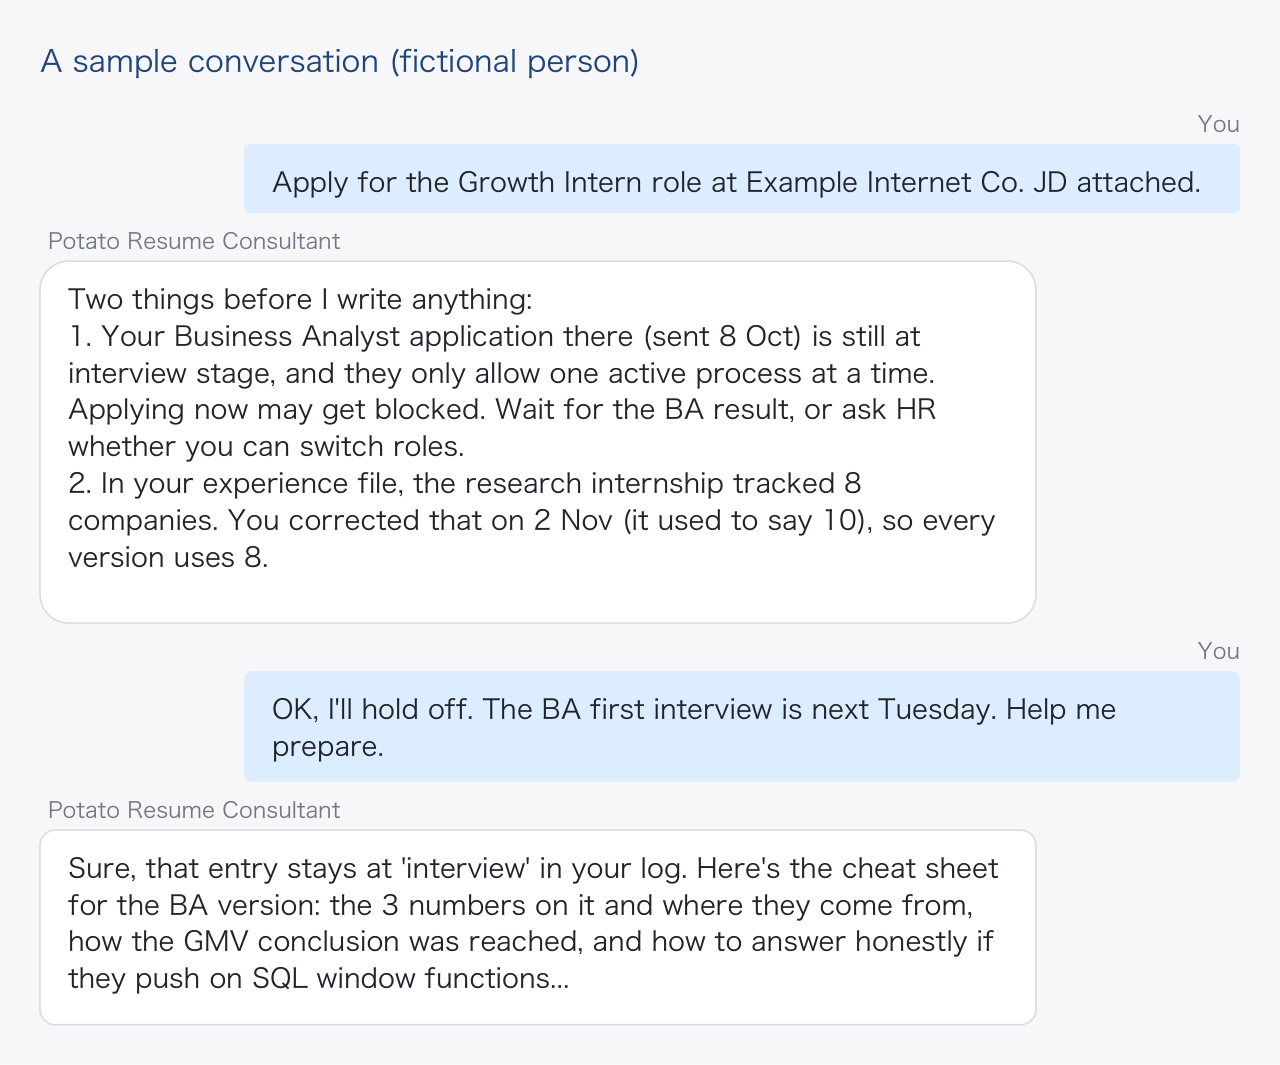 A sample conversation (fictional person)
You
Apply for the Growth Intern role at Example Internet Co. JD attached.
Potato Resume Consultant
Two things before I write anything:
1. Your Business Analyst application there (sent 8 Oct) is still at
interview stage, and they only allow one active process at a time.
Applying now may get blocked. Wait for the BA result, or ask HR
whether you can switch roles.
2. In your experience file, the research internship tracked 8
companies. You corrected that on 2 Nov (it used to say 10), so every
version uses 8.
You
OK, I'll hold off. The BA first interview is next Tuesday. Help me
prepare.
Potato Resume Consultant
Sure, that entry stays at 'interview' in your log. Here's the cheat sheet
for the BA version: the 3 numbers on it and where they come from,
how the GMV conclusion was reached, and how to answer honestly if
they push on SQL window functions...